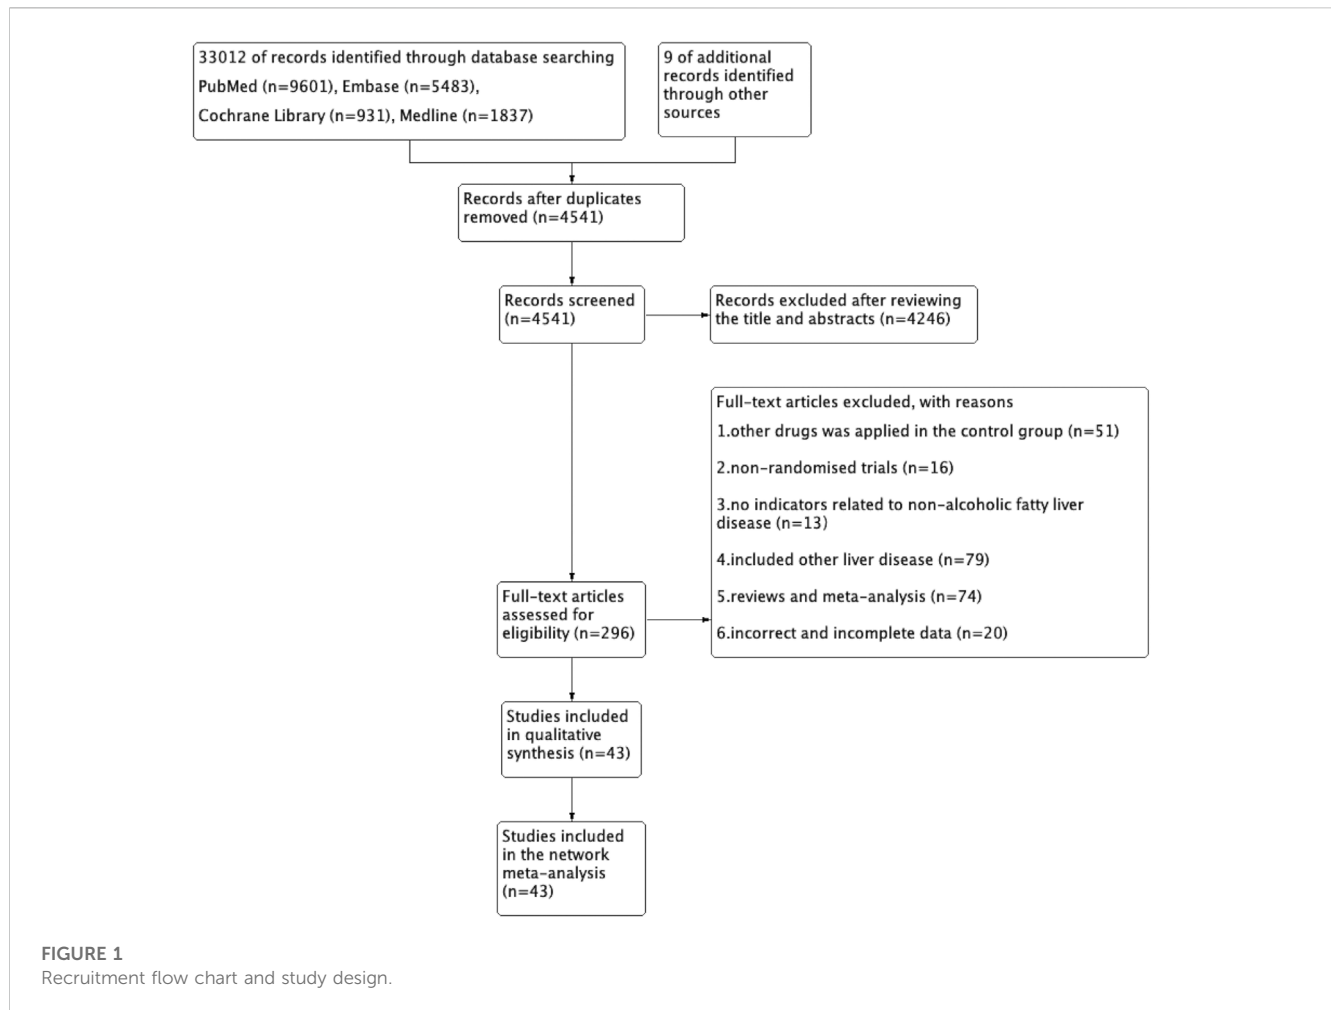 33012 of records identified through database searching
PubMed (n=9601), Embase (n=5483),
Cochrane Library (n=931), Medline (n=1837)
9 of additional
records identified
through other
sources
Records after duplicates
removed (n=4541)
Records screened
(n=4541)
Records excluded after reviewing
the title and abstracts (n=4246)
Full-text articles excluded, with reasons
1.other drugs was applied in the control group (n=51)
2.non-randomised trials (n=16)
3.no indicators related to non-alcoholic fatty liver
disease (n=13)
4.included other liver disease (n=79)
5.reviews and meta-analysis (n=74)
6.incorrect and incomplete data (n=20)
Full-text articles
assessed for
eligibility (n=296)
Studies included
in qualitative
synthesis (n=43)
Studies included
in the network
meta-analysis
(n=43)
FIGURE 1
Recruitment flow chart and study design.